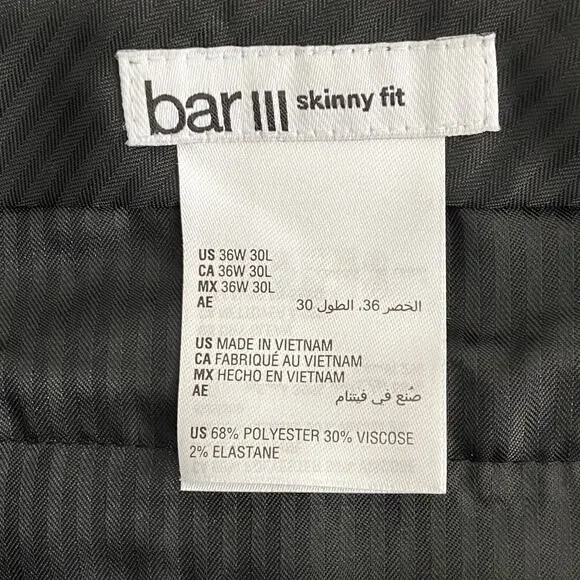 bar III skinny fit
US 36W 30L
CA 36W 30L
MX 36W 30L
AE الخصر 36، الطول 30
US MADE IN VIETNAM
CA FABRIQUÉ AU VIETNAM
MX HECHO EN VIETNAM
AE صُنع في فيتنام
US 68% POLYESTER 30% VISCOSE
2% ELASTANE